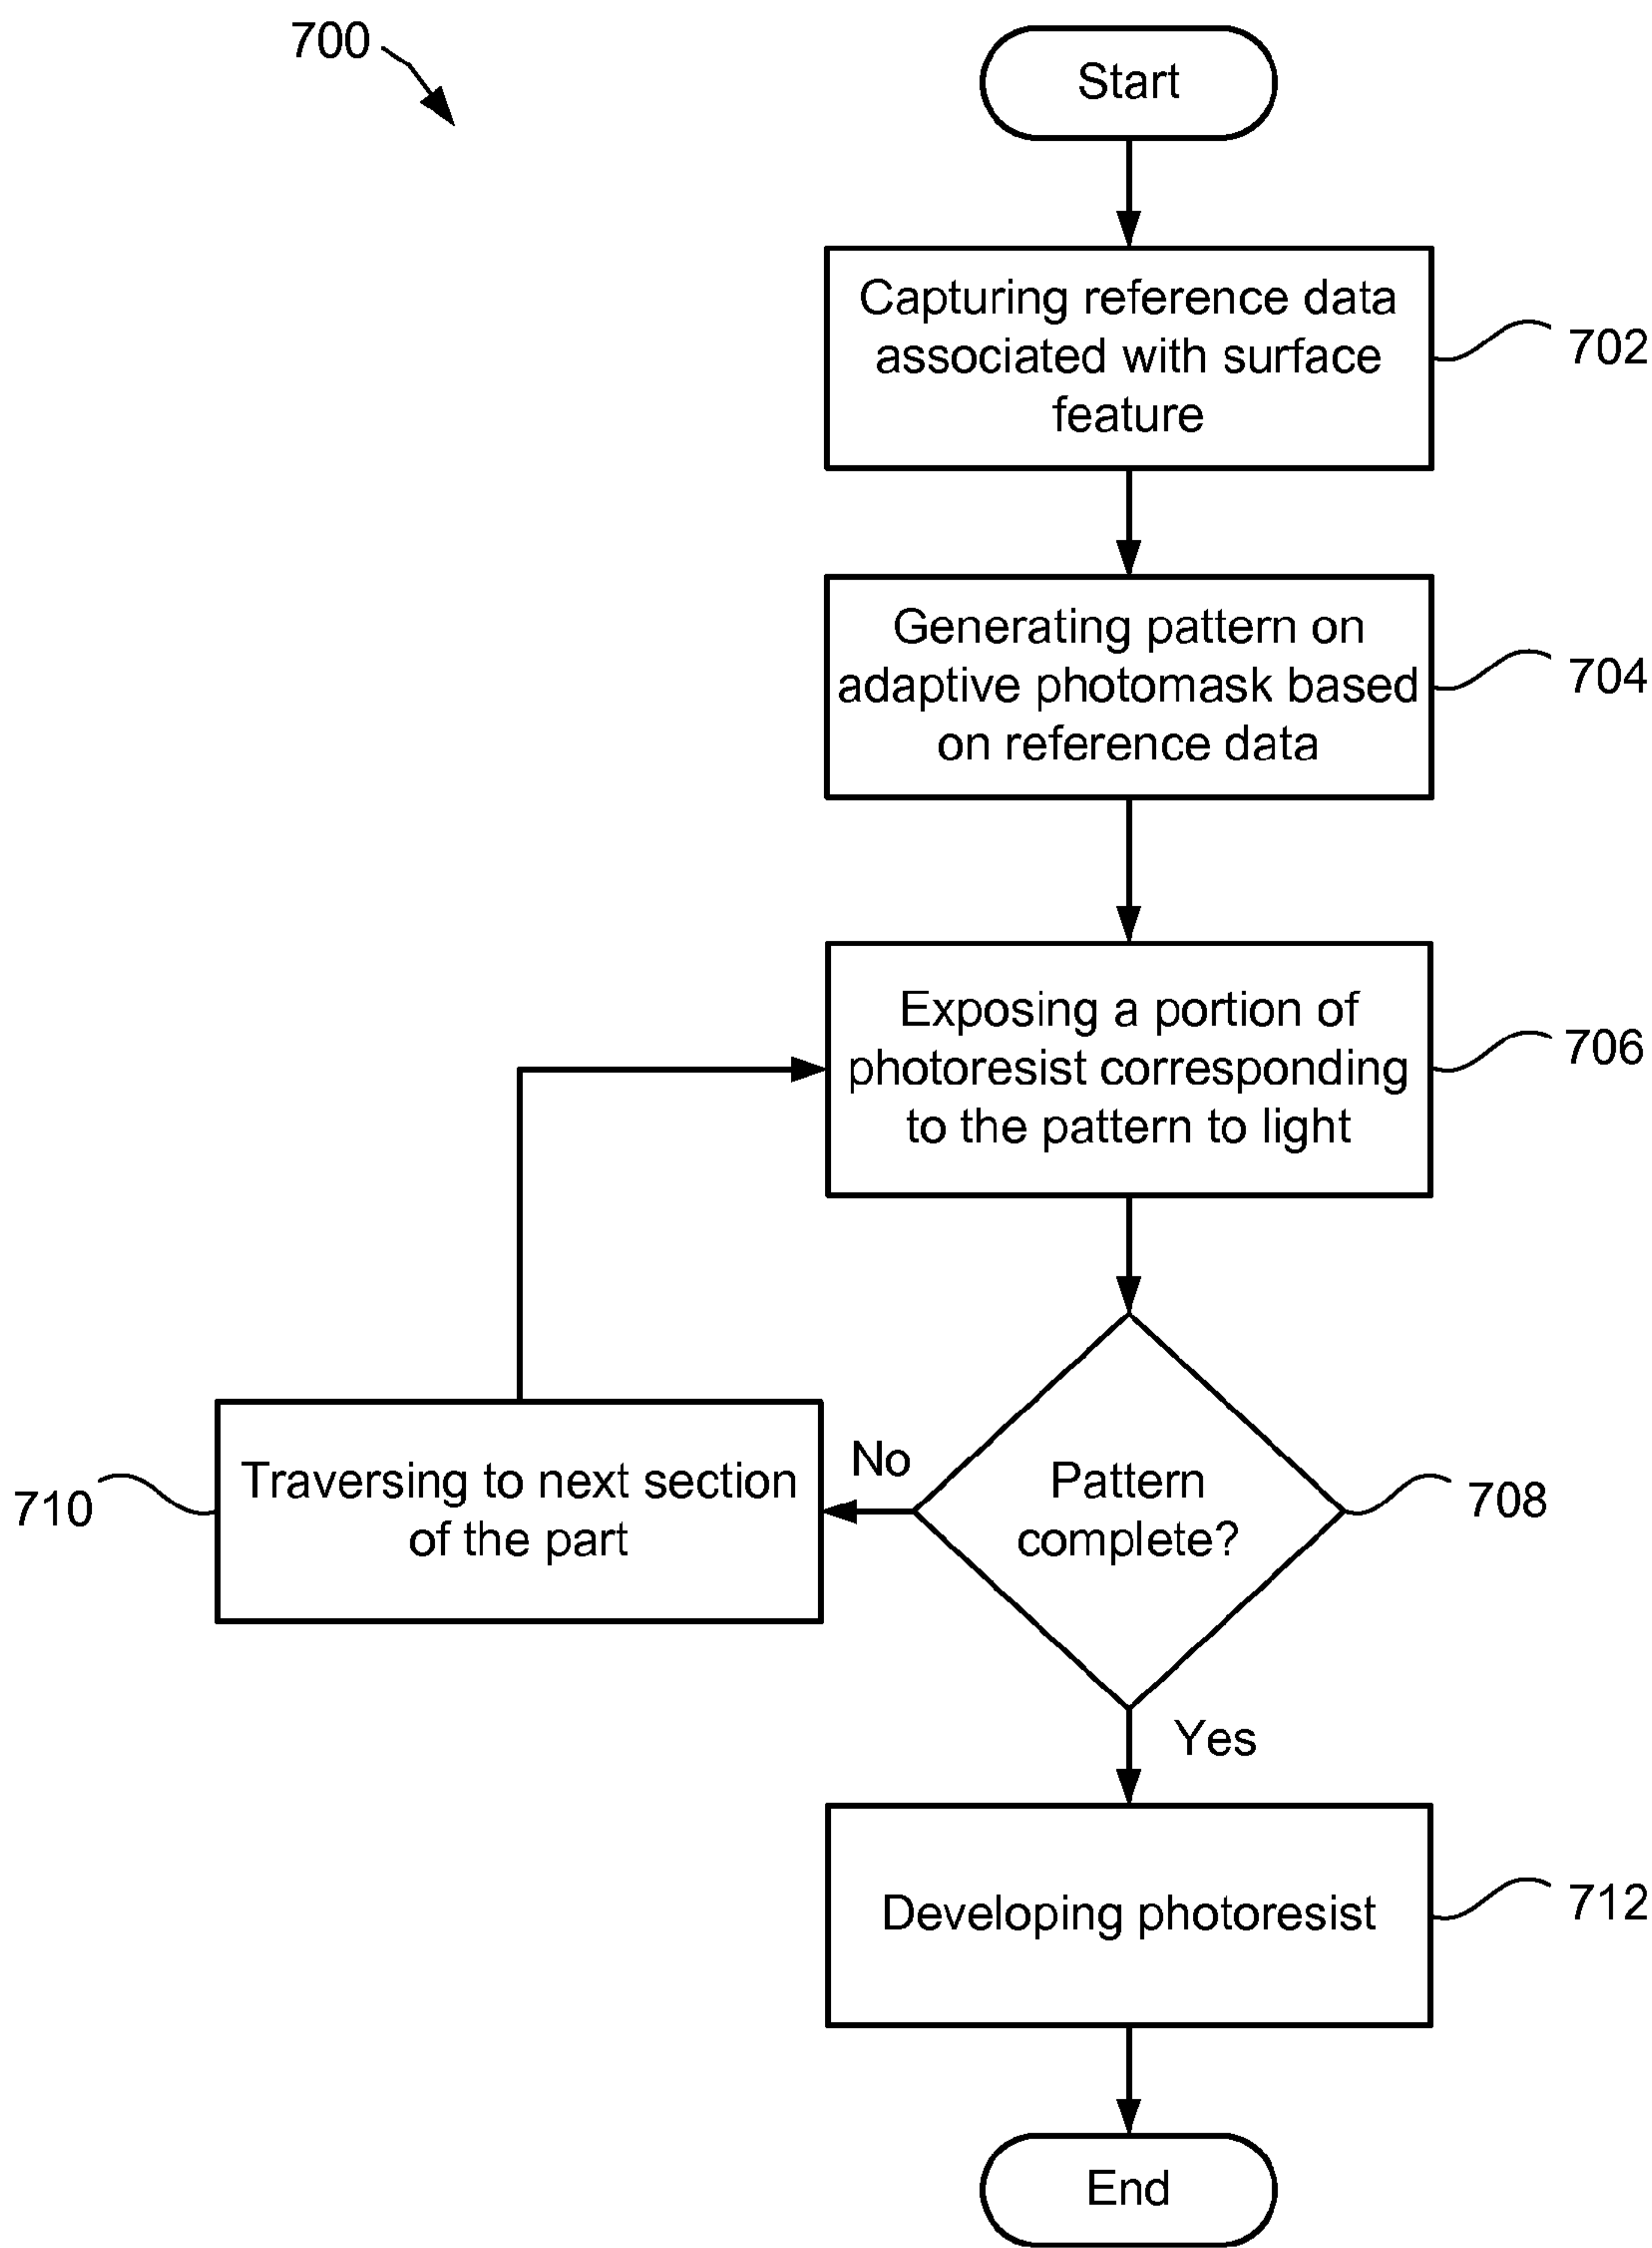 700
Start
Capturing reference data
associated with surface
feature
702
Generating pattern on
adaptive photomask based
on reference data
704
Exposing a portion of
photoresist corresponding
to the pattern to light
706
Traversing to next section
of the part
710
No
Pattern
complete?
708
Yes
Developing photoresist
712
End